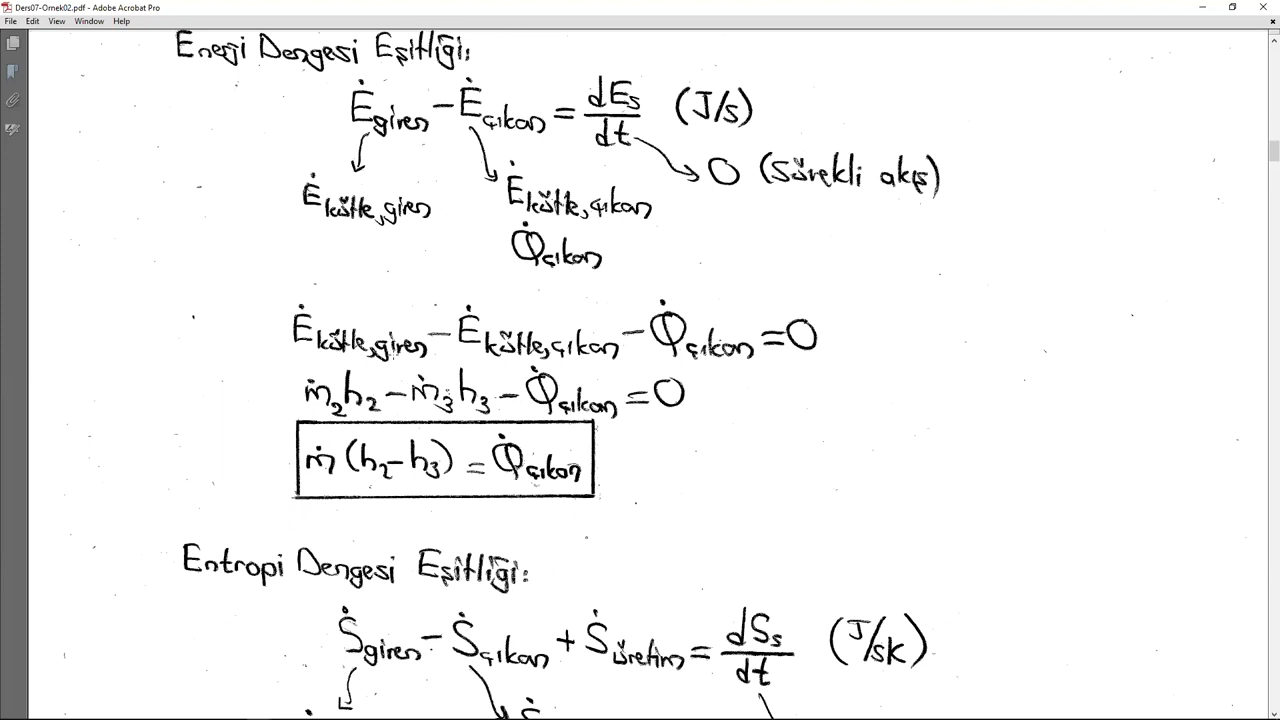 Ders07-Ornek02.pdf - Adobe Acrobat Pro
File Edit View Window Help
Enerji Dengesi Eşitliği:
Ė giren − Ė çıkan = dEs/dt (J/s)
0 (sürekli akış)
Ė kütle,giren Ė kütle,çıkan
Q̇ çıkan
Ė kütle,giren − Ė kütle,çıkan − Q̇ çıkan = 0
ṁ₂h₂ − ṁ₃h₃ − Q̇ çıkan = 0
ṁ (h₂ − h₃) = Q̇ çıkan
Entropi Dengesi Eşitliği:
Ṡ giren − Ṡ çıkan + Ṡ üretim = dSs/dt (J/sK)